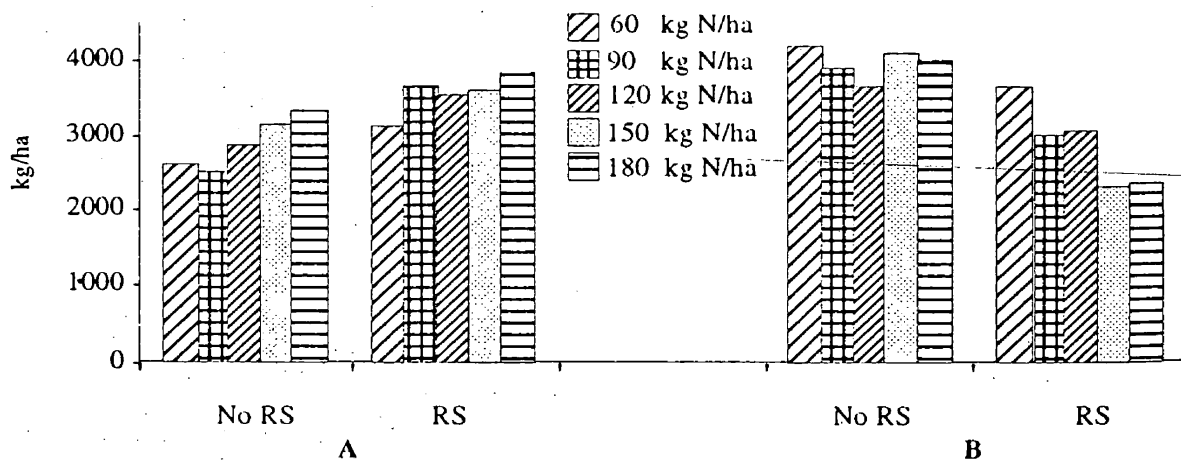 kg/ha
4000
3000
2000
1000
0
60 kg N/ha
90 kg N/ha
120 kg N/ha
150 kg N/ha
180 kg N/ha
No RS RS No RS RS
A B